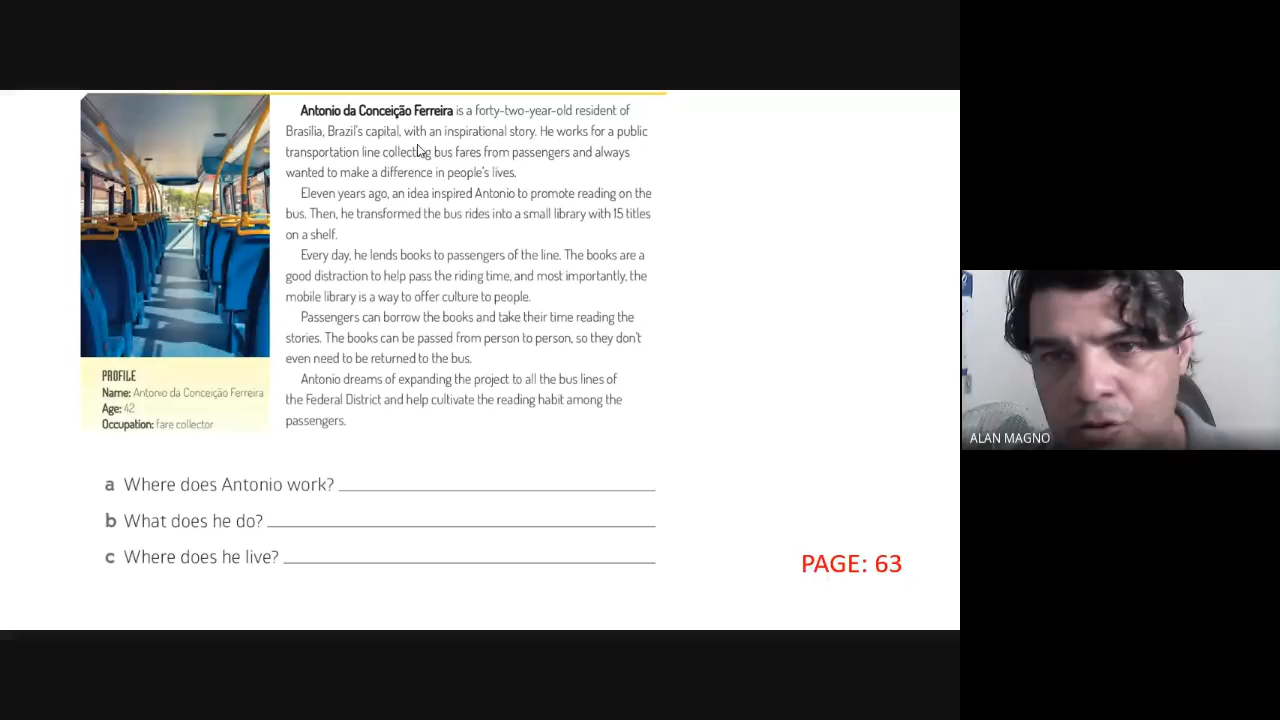 Antonio da Conceição Ferreira is a forty-two-year-old resident of
Brasilia, Brazil's capital, with an inspirational story. He works for a public
transportation line collecting bus fares from passengers and always
wanted to make a difference in people's lives.
Eleven years ago, an idea inspired Antonio to promote reading on the
bus. Then, he transformed the bus rides into a small library with 15 titles
on a shelf.
Every day, he lends books to passengers of the line. The books are a
good distraction to help pass the riding time, and most importantly, the
mobile library is a way to offer culture to people.
Passengers can borrow the books and take their time reading the
stories. The books can be passed from person to person, so they don't
even need to be returned to the bus.
Antonio dreams of expanding the project to all the bus lines of
the Federal District and help cultivate the reading habit among the
passengers.
PROFILE
Name: Antonio da Conceição Ferreira
Age: 42
Occupation: fare collector
a Where does Antonio work?
b What does he do?
c Where does he live?
PAGE: 63
ALAN MAGNO